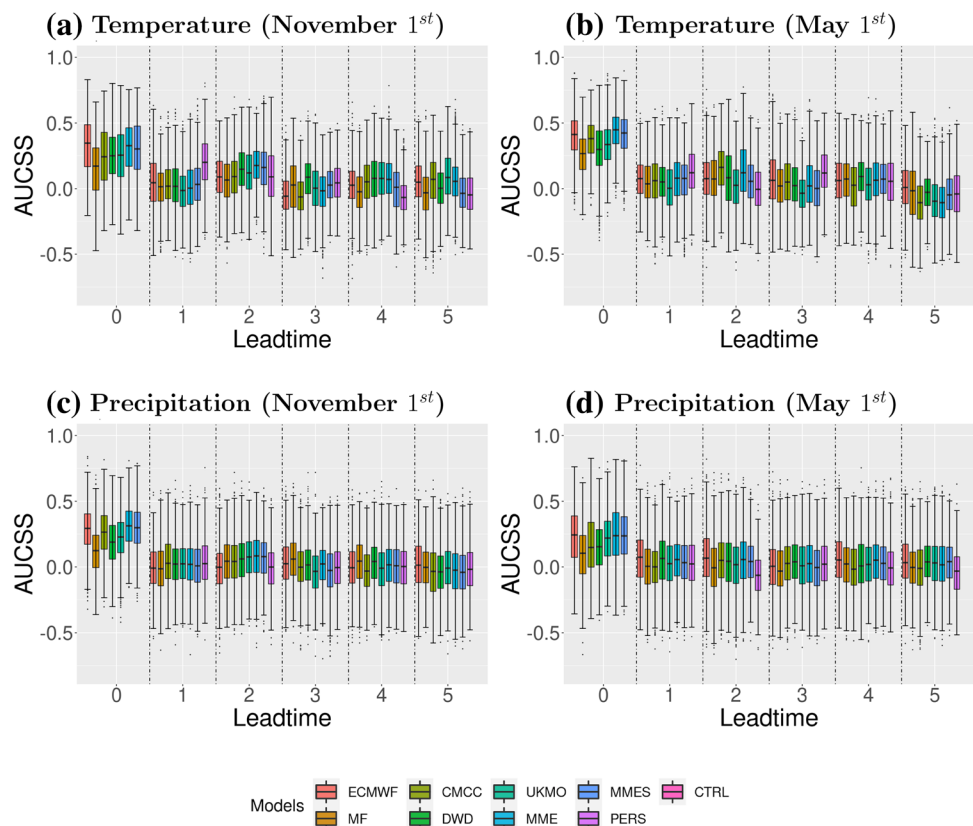 (a) Temperature (November 1st)
(b) Temperature (May 1st)
1.0
0.5
0.0
-0.5
AUCSS
0 1 2 3 4 5
Leadtime
1.0
0.5
0.0
-0.5
AUCSS
0 1 2 3 4 5
Leadtime
(c) Precipitation (November 1st)
(d) Precipitation (May 1st)
1.0
0.5
0.0
-0.5
AUCSS
0 1 2 3 4 5
Leadtime
1.0
0.5
0.0
-0.5
AUCSS
0 1 2 3 4 5
Leadtime
Models
ECMWF CMCC UKMO MMES CTRL
MF DWD MME PERS